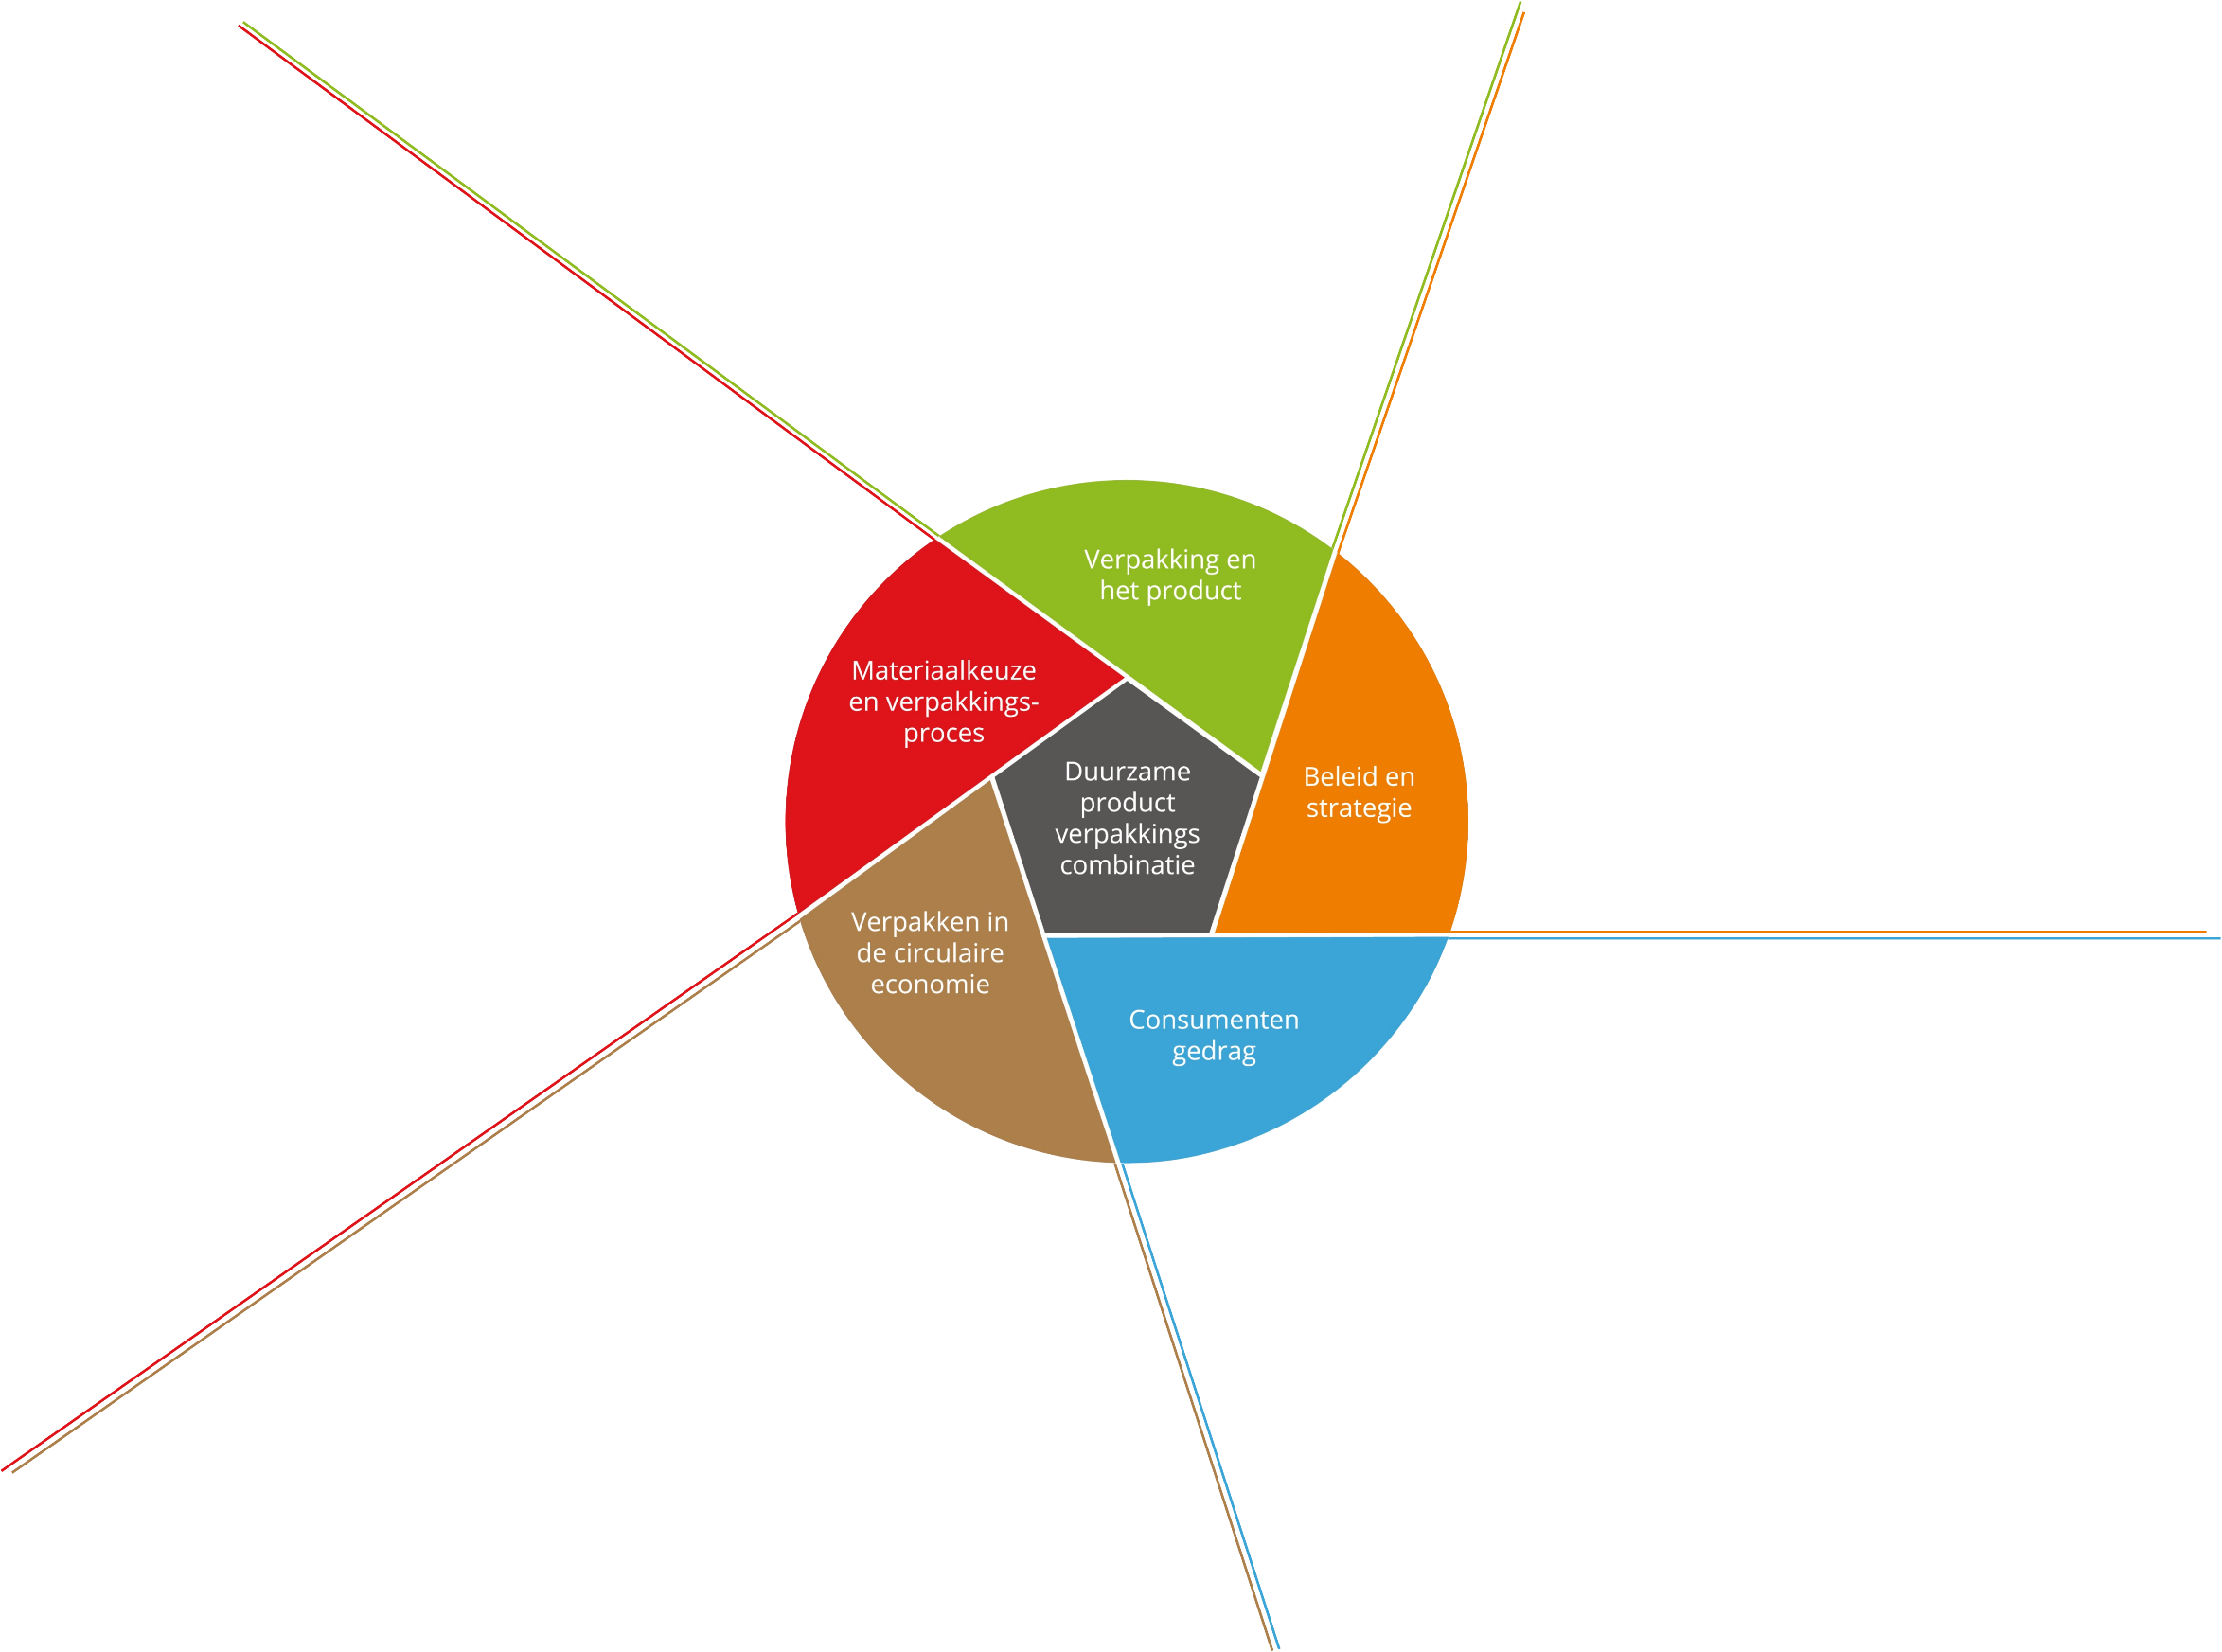 Verpakking en
het product
Materiaalkeuze
en verpakkings-
proces
Duurzame
product
verpakkings
combinatie
Beleid en
strategie
Verpakken in
de circulaire
economie
Consumenten
gedrag